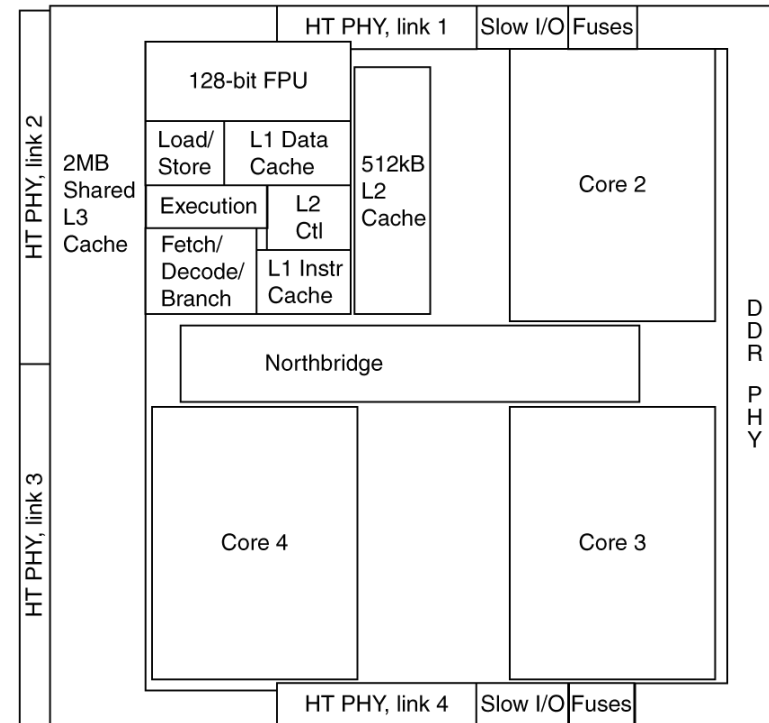 HT PHY, link 1
Slow I/O
Fuses
HT PHY, link 2
2MB
Shared
L3
Cache
128-bit FPU
Load/
Store
L1 Data
Cache
Execution
L2
Ctl
Fetch/
Decode/
Branch
L1 Instr
Cache
512kB
L2
Cache
Core 2
Northbridge
D
D
R
P
H
Y
HT PHY, link 3
Core 4
Core 3
HT PHY, link 4
Slow I/O
Fuses